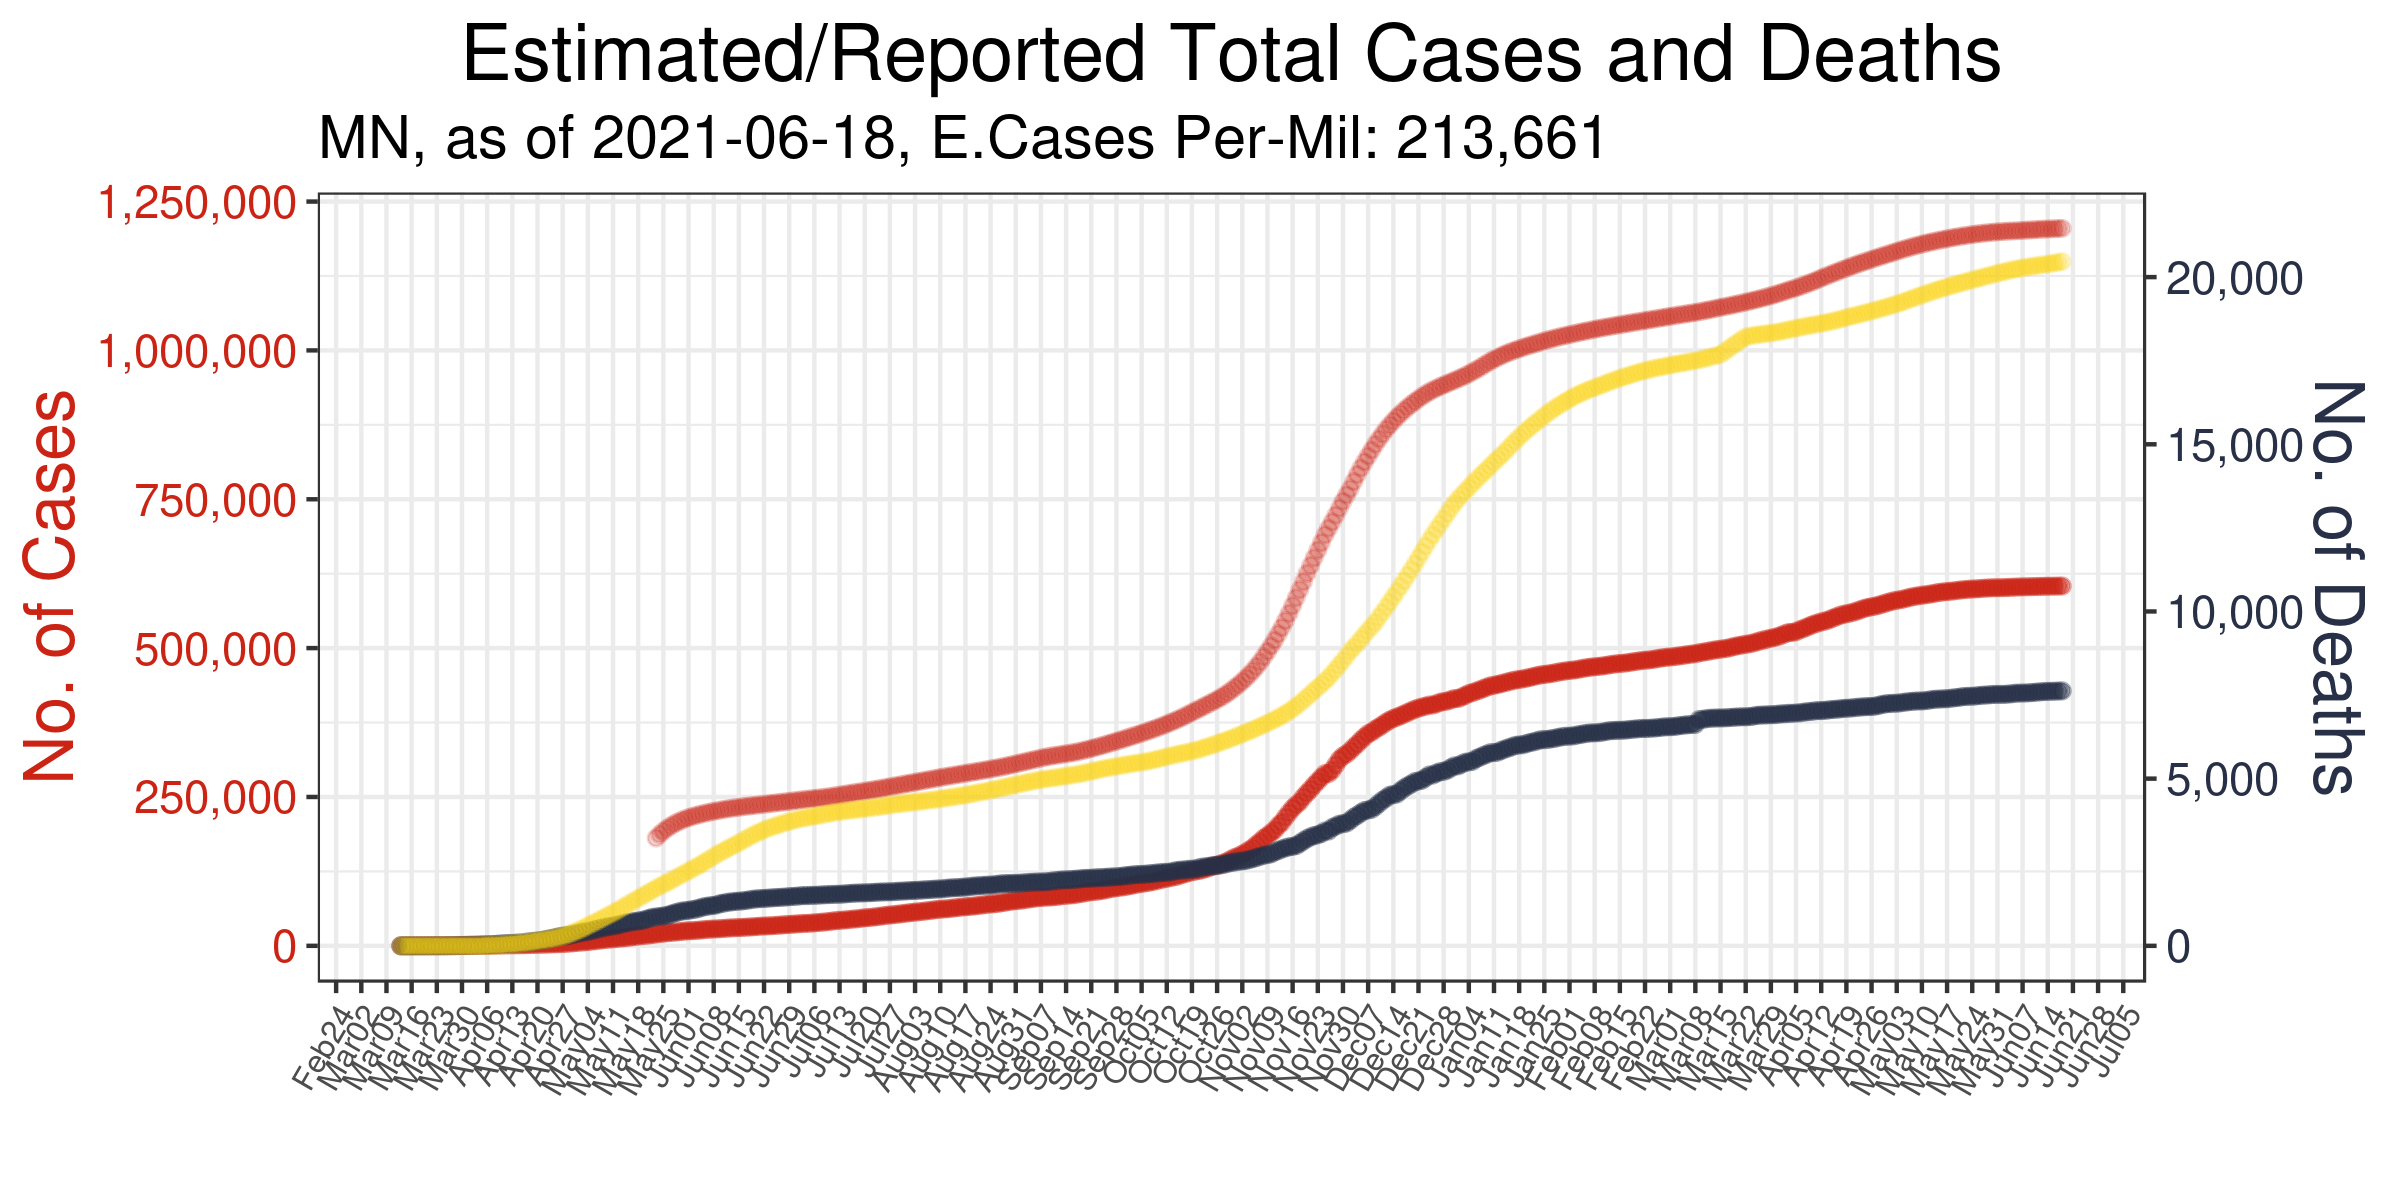 Estimated/Reported Total Cases and Deaths
MN, as of 2021-06-18, E.Cases Per-Mil: 213,661
No. of Cases
1,250,000
1,000,000
750,000
500,000
250,000
0
No. of Deaths
20,000
15,000
10,000
5,000
0
Feb24
Mar02
Mar09
Mar16
Mar23
Mar30
Apr06
Apr13
Apr20
Apr27
May04
May11
May18
May25
Jun01
Jun08
Jun15
Jun22
Jun29
Jul06
Jul13
Jul20
Jul27
Aug03
Aug10
Aug17
Aug24
Aug31
Sep07
Sep14
Sep21
Sep28
Oct05
Oct12
Oct19
Oct26
Nov02
Nov09
Nov16
Nov23
Nov30
Dec07
Dec14
Dec21
Dec28
Jan04
Jan11
Jan18
Jan25
Feb01
Feb08
Feb15
Feb22
Mar01
Mar08
Mar15
Mar22
Mar29
Apr05
Apr12
Apr19
Apr26
May03
May10
May17
May24
May31
Jun07
Jun14
Jun21
Jun28
Jul05